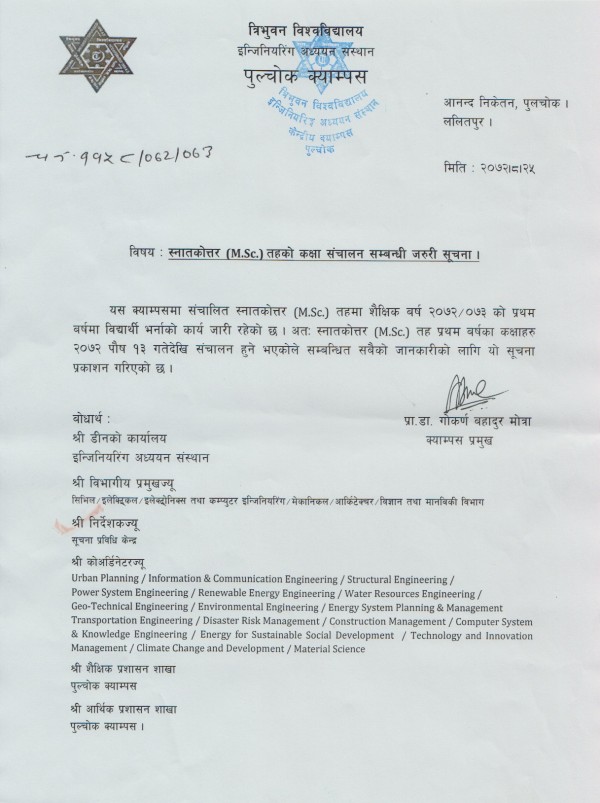 त्रिभुवन विश्वविद्यालय
इन्जिनियरिंग अध्ययन संस्थान
पुल्चोक क्याम्पस
त्रिभुवन विश्वविद्यालय
इन्जिनियरिङ्ग अध्ययन संस्थान
केन्द्रीय क्याम्पस
पुल्चोक
आनन्द निकेतन, पुलचोक ।
ललितपुर ।
मिति : २०७२।८।२५
विषय : स्नातकोत्तर (M.Sc.) तहको कक्षा संचालन सम्बन्धी जरुरी सूचना ।
यस क्याम्पसमा संचालित स्नातकोत्तर (M.Sc.) तहमा शैक्षिक वर्ष २०७२/०७३ को प्रथम
वर्षमा विद्यार्थी भर्नाको कार्य जारी रहेको छ । अतः स्नातकोत्तर (M.Sc.) तह प्रथम वर्षका कक्षाहरु
२०७२ पौष १३ गतेदेखि संचालन हुने भएकोले सम्बन्धित सबैको जानकारीको लागि यो सूचना
प्रकाशन गरिएको छ ।
प्रा.डा. गोकर्ण बहादुर मोत्रा
क्याम्पस प्रमुख
बोधार्थ :
श्री डीनको कार्यालय
इन्जिनियरिंग अध्ययन संस्थान
श्री विभागीय प्रमुखज्यू
सिभिल/इलेक्ट्रिकल/इलेक्ट्रोनिक्स तथा कम्प्युटर इन्जिनियरिंग/मेकानिकल/आर्किटेक्चर/विज्ञान तथा मानविकी विभाग
श्री निर्देशकज्यू
सूचना प्रविधि केन्द्र
श्री कोअर्डिनेटरज्यू
Urban Planning / Information & Communication Engineering / Structural Engineering /
Power System Engineering / Renewable Energy Engineering / Water Resources Engineering /
Geo-Technical Engineering / Environmental Engineering / Energy System Planning & Management
Transportation Engineering / Disaster Risk Management / Construction Management / Computer System
& Knowledge Engineering / Energy for Sustainable Social Development / Technology and Innovation
Management / Climate Change and Development / Material Science
श्री शैक्षिक प्रशासन शाखा
पुल्चोक क्याम्पस
श्री आर्थिक प्रशासन शाखा
पुल्चोक क्याम्पस ।